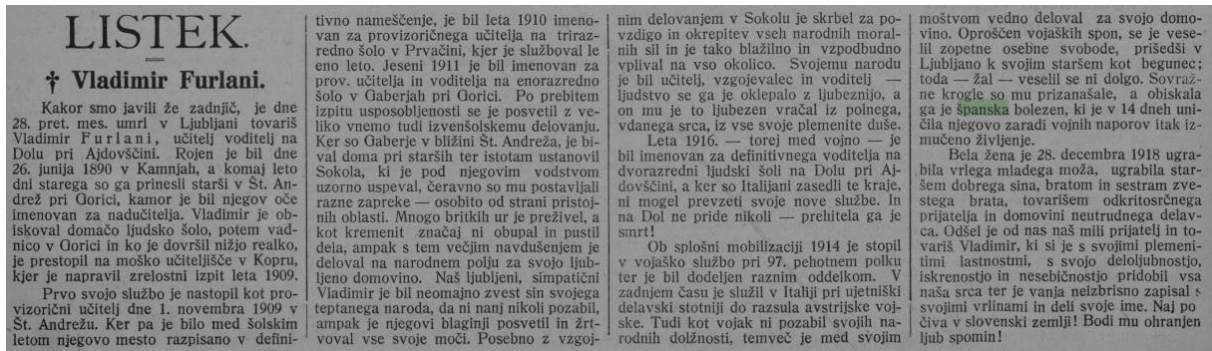 LISTEK.
† Vladimir Furlani.
Kakor smo javili že zadnjič, je dne
28. pret. mes. umrl v Ljubljani tovariš
Vladimir Furlani, učitelj voditelj na
Dolu pri Ajdovščini. Rojen je bil dne
26. junija 1890 v Kamnjah, a komaj leto
dni starega so ga prinesli starši v Št. An-
drež pri Gorici, kamor je bil njegov oče
imenovan za nadučitelja. Vladimir je ob-
iskoval domačo ljudsko šolo, potem vad-
nico v Gorici in ko je dovršil nižjo realko,
je prestopil na moško učiteljišče v Kopru,
kjer je napravil zrelostni izpit leta 1909.
Prvo svojo službo je nastopil kot pro-
vizorični učitelj dne 1. novembra 1909 v
Št. Andrežu. Ker pa je bilo med šolskim
letom njegovo mesto razpisano v defini-
tivno nameščenje, je bil leta 1910 imeno-
van za provizoričnega učitelja na triraz-
redno šolo v Prvačini, kjer je služboval le
eno leto. Jeseni 1911 je bil imenovan za
prov. učitelja in voditelja na enorazredno
šolo v Gaberjah pri Gorici. Po prebitem
izpitu usposobljenosti se je posvetil z ve-
liko vnemo tudi izvenšolskemu delovanju.
Ker so Gaberje v bližini Št. Andreža, je bi-
val doma pri starših ter istotam ustanovil
Sokola, ki je pod njegovim vodstvom
uzorno uspeval, čeravno so mu postavljali
razne zapreke — osobito od strani pristoj-
nih oblasti. Mnogo britkih ur je preživel, a
kot kremenit značaj ni obupal in pustil
dela, ampak s tem večjim navdušenjem je
deloval na narodnem polju za svojo ljub-
ljeno domovino. Naš ljubljeni, simpatični
Vladimir je bil neomajno zvest sin svojega
teptanega naroda, da ni nanj nikoli pozabil,
ampak je njegovi blaginji posvetil in žrt-
voval vse svoje moči. Posebno z vzgoj-
nim delovanjem v Sokolu je skrbel za po-
vzdigo in okrepitev vseh narodnih moral-
nih sil in je tako blažilno in vzpodbudno
vplival na vso okolico. Svojemu narodu
je bil učitelj, vzgojevalec in voditelj —
ljudstvo se ga je oklepalo z ljubeznijo, a
on mu je to ljubezen vračal iz polnega,
vdanega srca, iz vse svoje plemenite duše.
Leta 1916. — torej med vojno — je
bil imenovan za definitivnega voditelja na
dvorazredni ljudski šoli na Dolu pri Aj-
dovščini, a ker so Italijani zasedli te kraje,
ni mogel prevzeti svoje nove službe. In
na Dol ne pride nikoli — prehitela ga je
smrt!
Ob splošni mobilizaciji 1914 je stopil
v vojaško službo pri 97. pehotnem polku
ter je bil dodeljen raznim oddelkom. V
zadnjem času je služil v Italiji pri ujetniški
delavski stotniji do razsula avstrijske voj-
ske. Tudi kot vojak ni pozabil svojih na-
rodnih dolžnosti, temveč je med svojim
moštvom vedno deloval za svojo domo-
vino. Oproščen vojaških spon, se je vese-
lil zopetne osebne svobode, prišedši v
Ljubljano k svojim staršem kot begunec;
toda — žal — veselil se ni dolgo. Sovraž-
ne krogle so mu prizanašale, a obiskala
ga je španska bolezen, ki je v 14 dneh uni-
čila njegovo zaradi vojnih naporov itak iz-
mučeno življenje.
Bela žena je 28. decembra 1918 ugra-
bila vrlega mladega moža, ugrabila star-
šem dobrega sina, bratom in sestram zve-
stega brata, tovarišem odkritosrčnega
prijatelja in domovini neutrudnega delav-
ca. Odšel je od nas naš mili prijatelj in to-
variš Vladimir, ki si je s svojimi plemeni-
timi lastnostmi, s svojo deloljubnostjo,
iskrenostjo in nesebičnostjo pridobil vsa
naša srca ter je vanja neizbrisno zapisal s
svojimi vrlinami in deli svoje ime. Naj po
čiva v slovenski zemlji! Bodi mu ohranjen
ljub spomin!